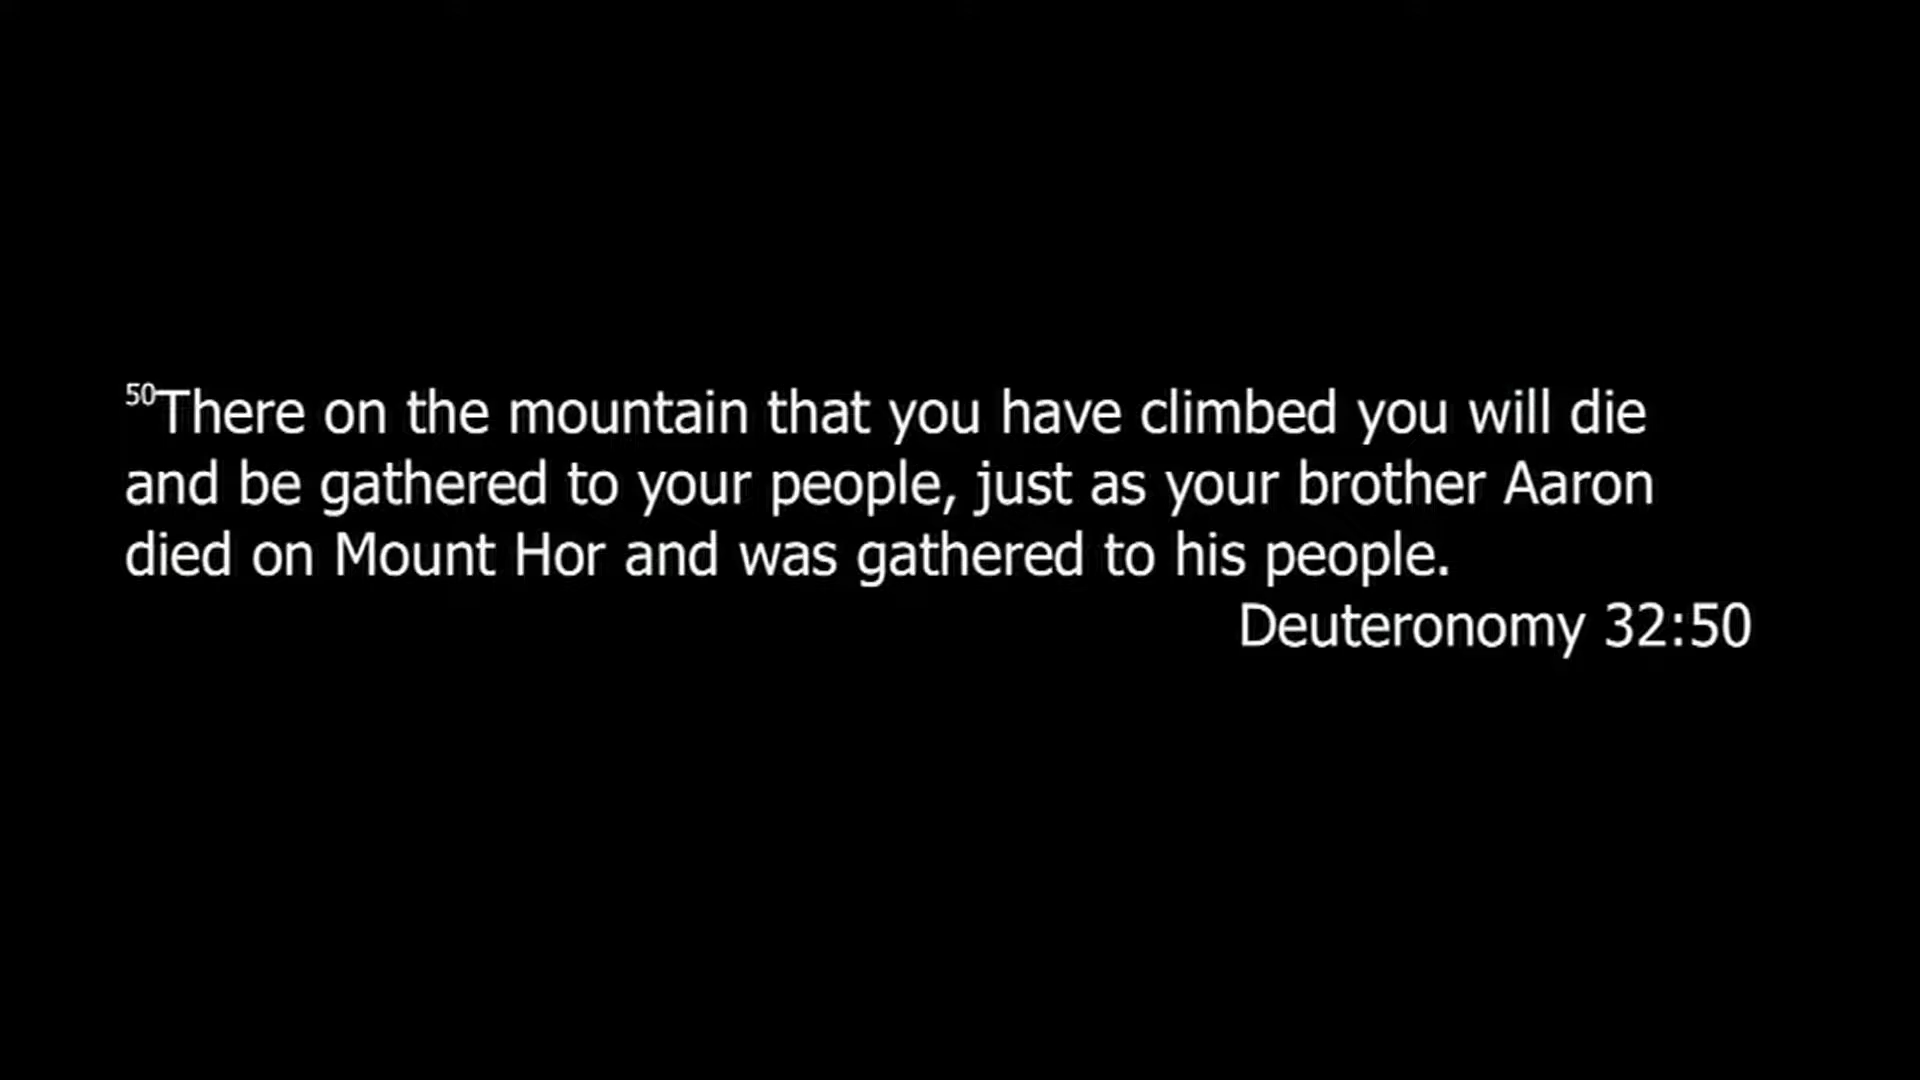 50There on the mountain that you have climbed you will die
and be gathered to your people, just as your brother Aaron
died on Mount Hor and was gathered to his people.
Deuteronomy 32:50